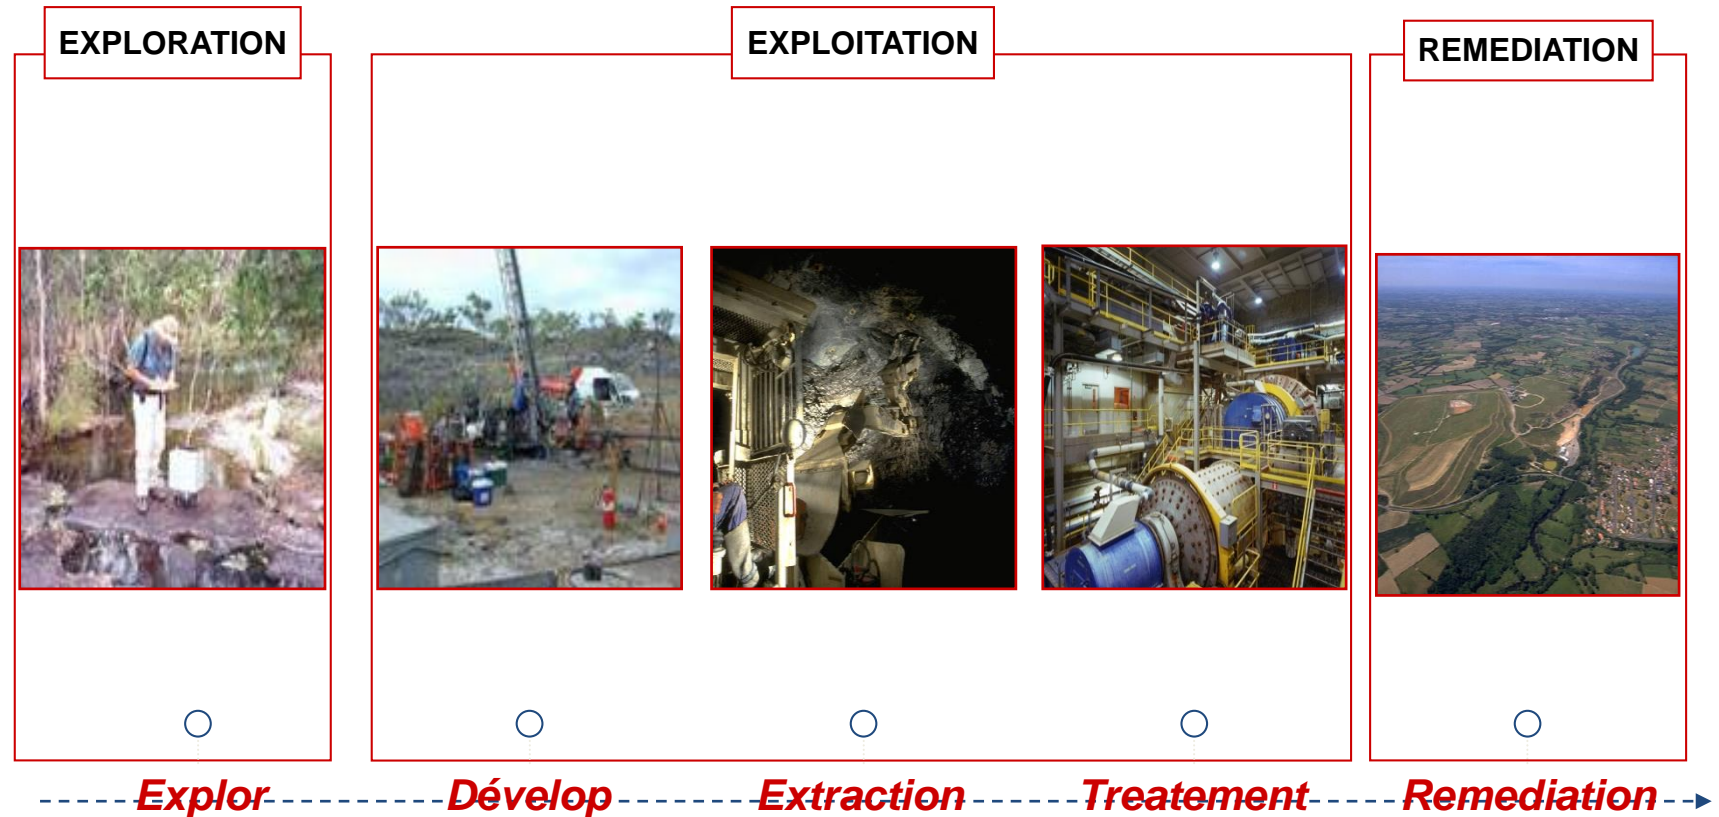 EXPLORATION
EXPLOITATION
REMEDIATION
Explor
Dévelop
Extraction
Treatement
Remediation